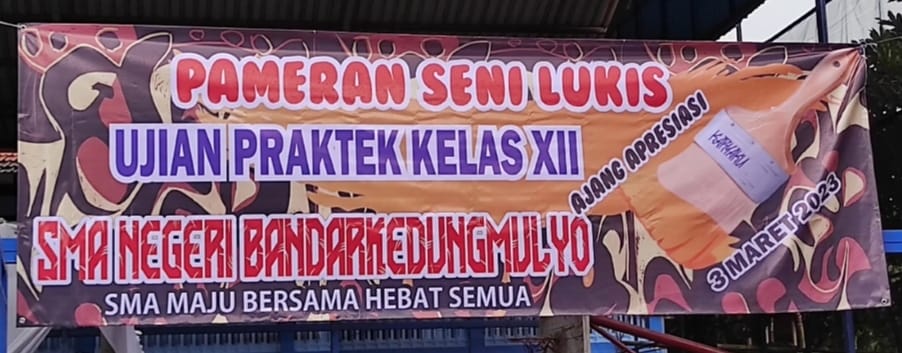 PAMERAN SENI LUKIS
UJIAN PRAKTEK KELAS XII
SMA NEGERI BANDARKEDUNGMULYO
SMA MAJU BERSAMA HEBAT SEMUA
AJANG APRESIASI
3 MARET 2023